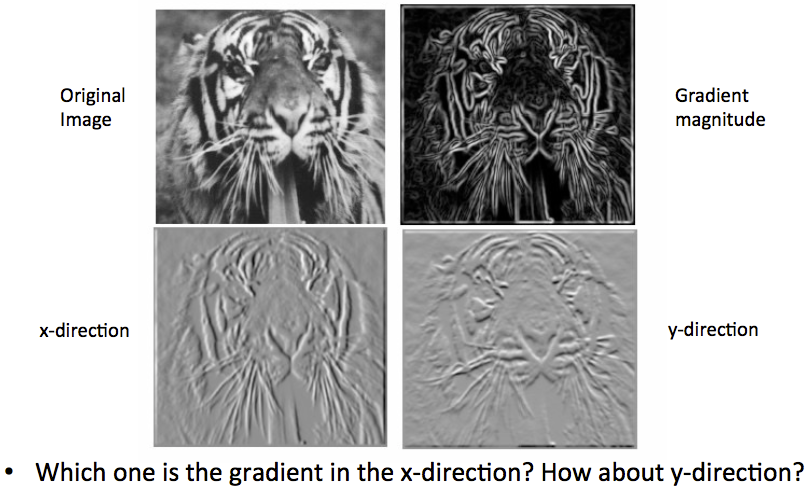 Original
Image
Gradient
magnitude
x-direction
y-direction
• Which one is the gradient in the x-direction? How about y-direction?